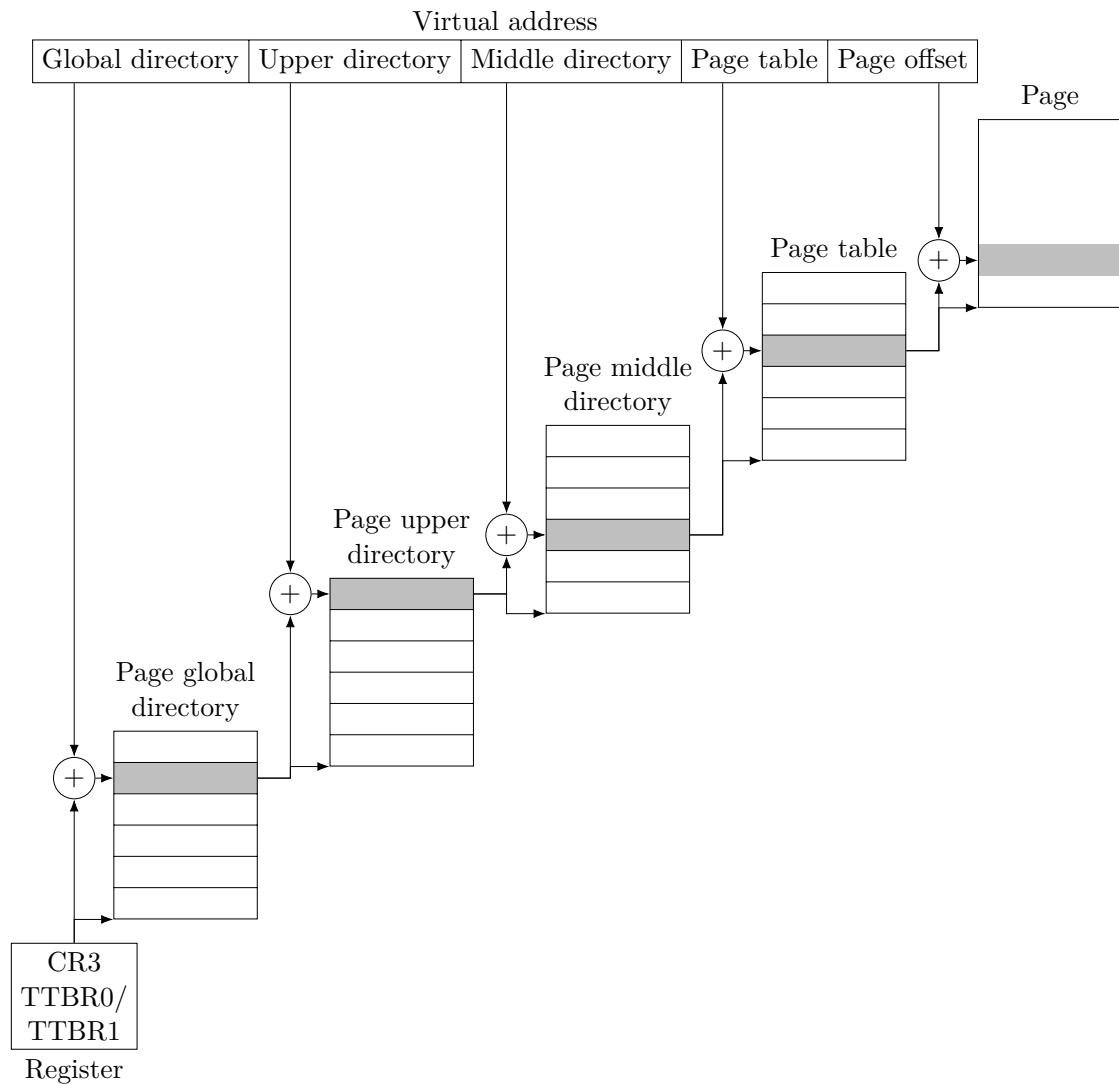 Virtual address
Global directory
Upper directory
Middle directory
Page table
Page offset
Page
+
Page table
+
Page middle
directory
+
Page upper
directory
+
Page global
directory
+
CR3
TTBR0/
TTBR1
Register